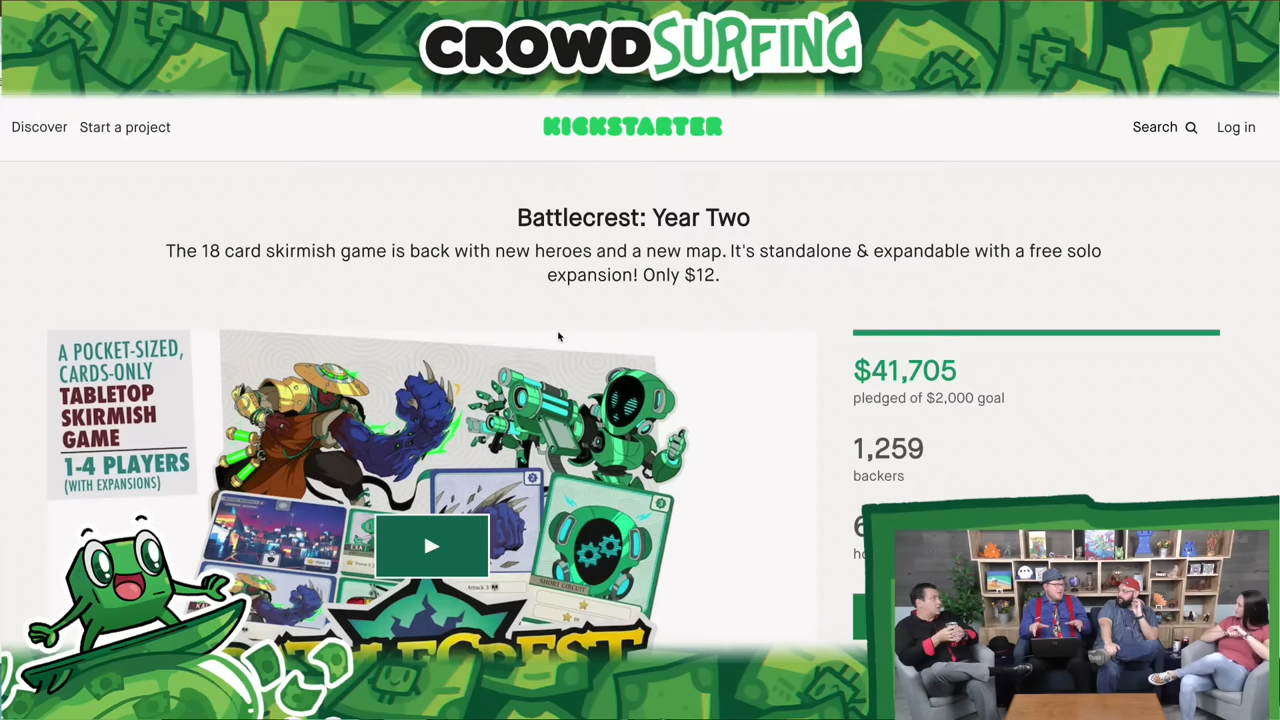 CROWDSURFING
Discover
Start a project
KICKSTARTER
Search
Log in
Battlecrest: Year Two
The 18 card skirmish game is back with new heroes and a new map. It's standalone & expandable with a free solo
expansion! Only $12.
A POCKET-SIZED,
CARDS-ONLY
TABLETOP
SKIRMISH
GAME
1-4 PLAYERS
(WITH EXPANSIONS)
$41,705
pledged of $2,000 goal
1,259
backers
SHORT CIRCUIT
Attack 3